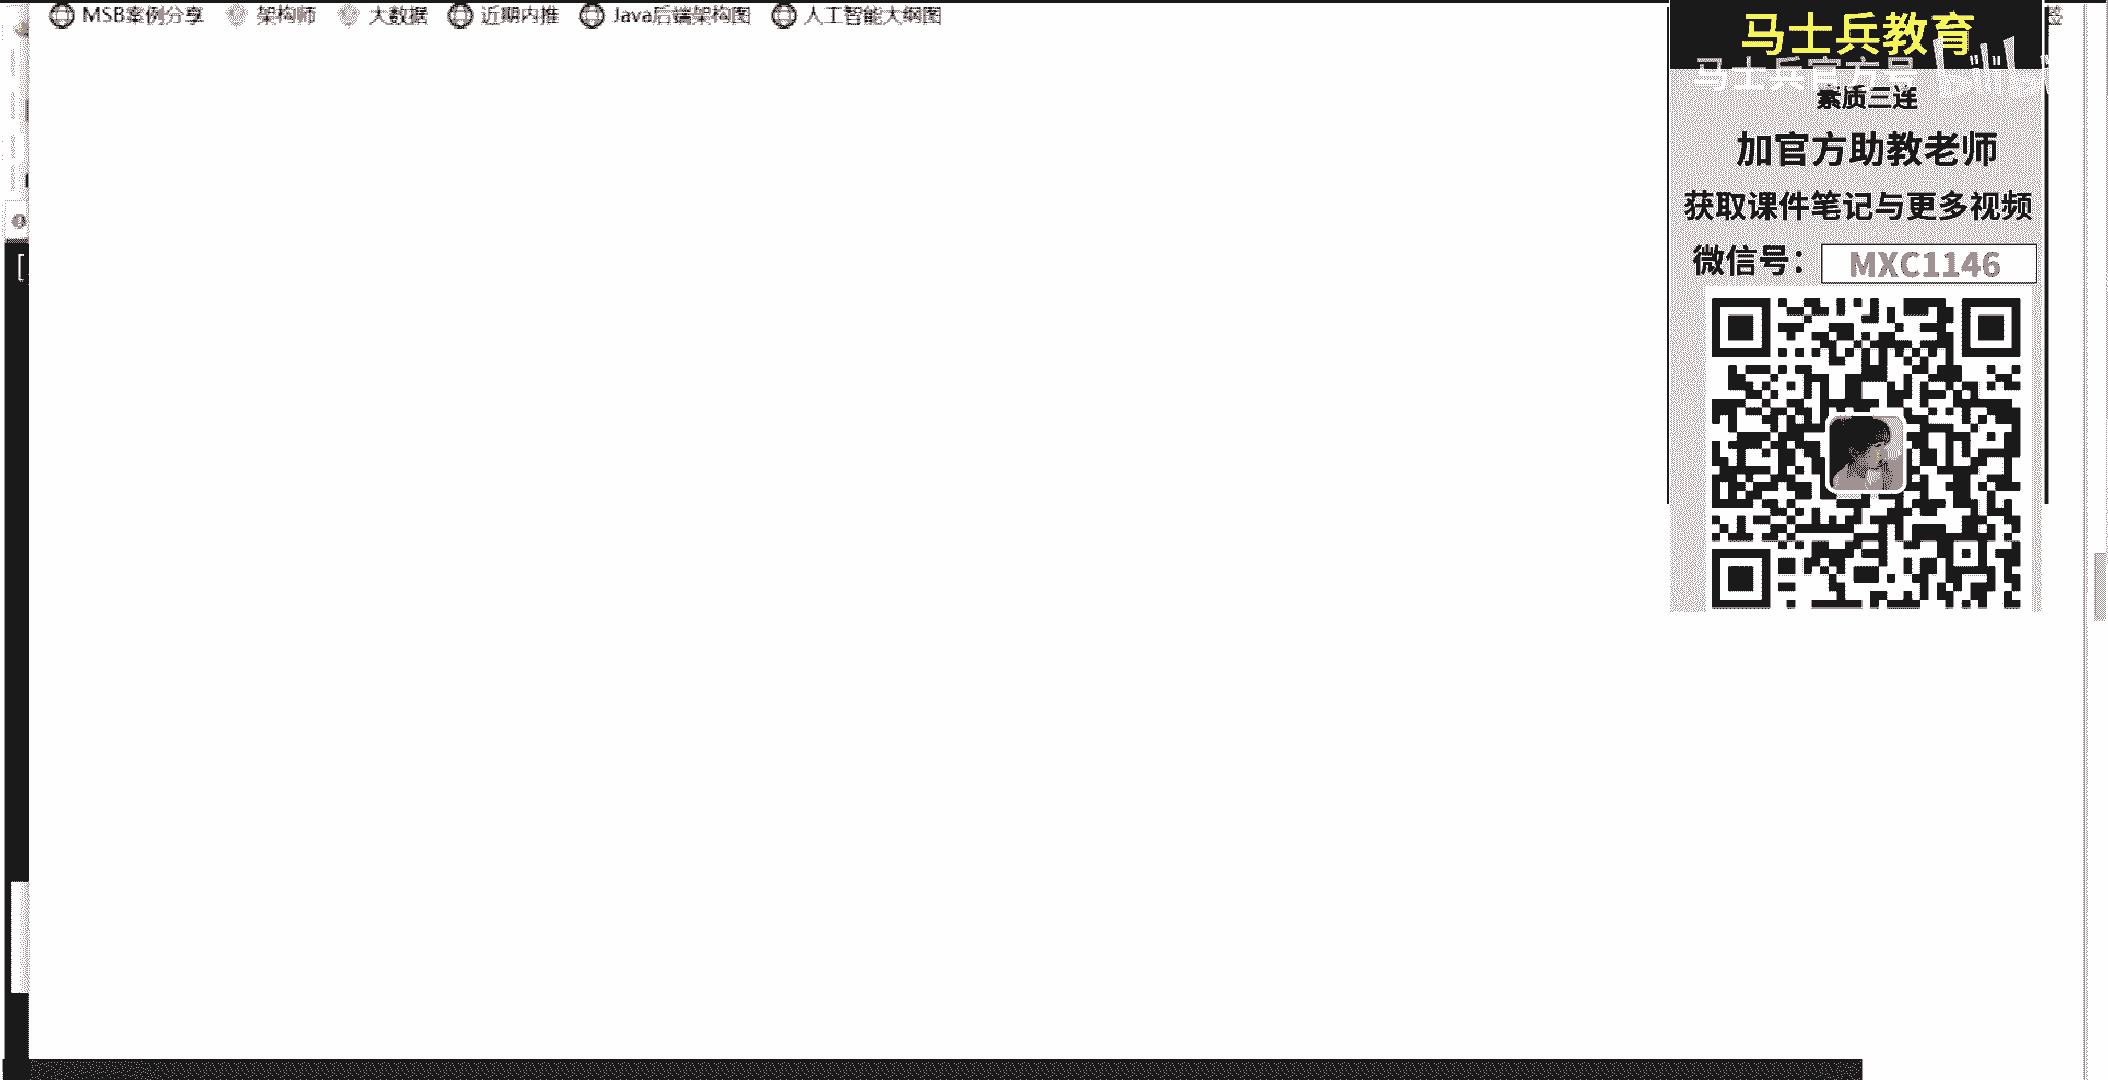 MSB案例分享 架构师 大数据 近期内推 Java后端架构图 人工智能大纲图
签
马士兵教育
马士兵官方号 bilibili
素质三连
加官方助教老师
获取课件笔记与更多视频
微信号：
MXC1146
[